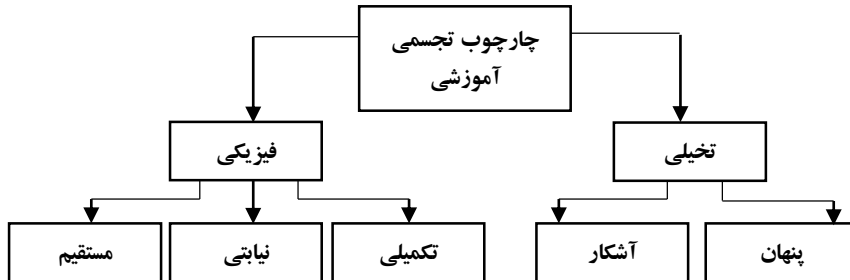 چارچوب تجسمی
آموزشی
تخیلی
فیزیکی
پنهان
آشکار
تکمیلی
نیابتی
مستقیم